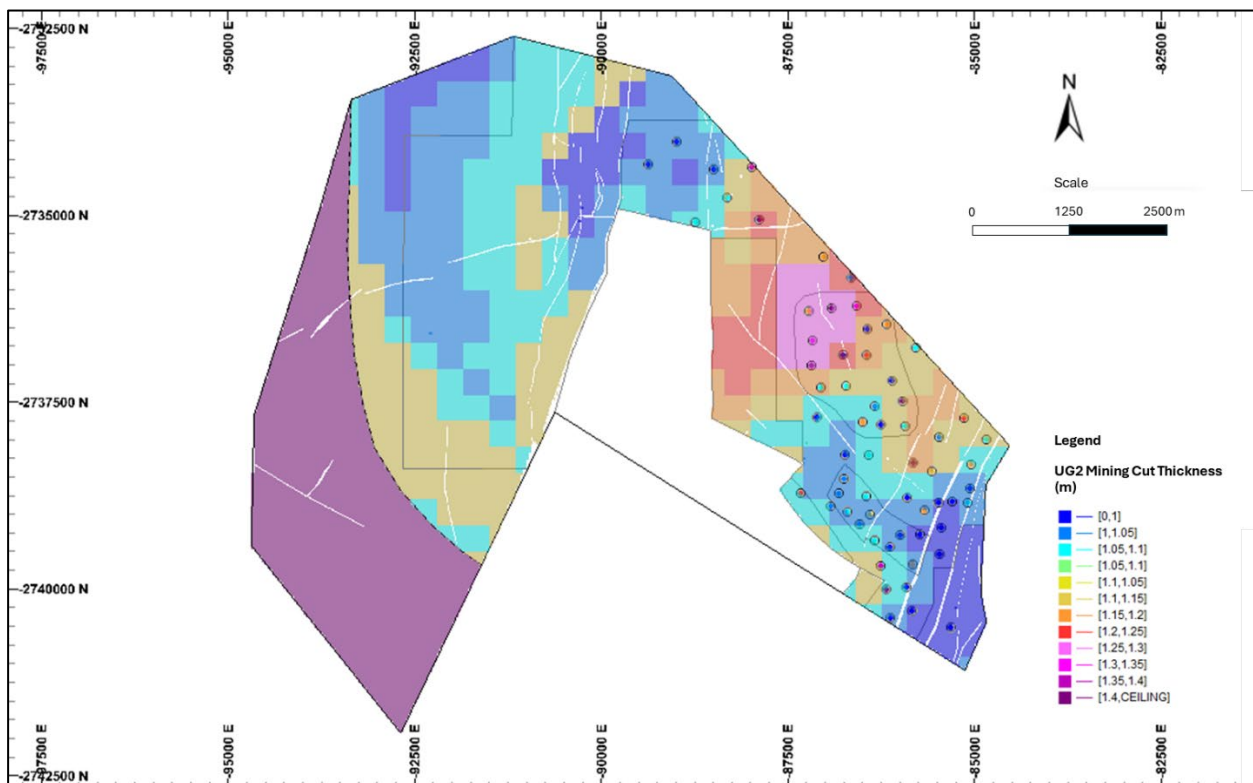 -97500 E
-95000 E
-92500 E
-90000 E
-87500 E
-85000 E
-82500 E
-2732500 N
N
Scale
0 1250 2500 m
-2735000 N
-2737500 N
Legend
UG2 Mining Cut Thickness
(m)
[0,1]
[1,1.05]
[1.05,1.1]
[1.05,1.1]
[1.1,1.05]
[1.1,1.15]
[1.15,1.2]
[1.2,1.25]
[1.25,1.3]
[1.3,1.35]
[1.35,1.4]
[1.4,CEILING]
-2740000 N
-2742500 N
-97500 E
-95000 E
-92500 E
-90000 E
-87500 E
-85000 E
-82500 E